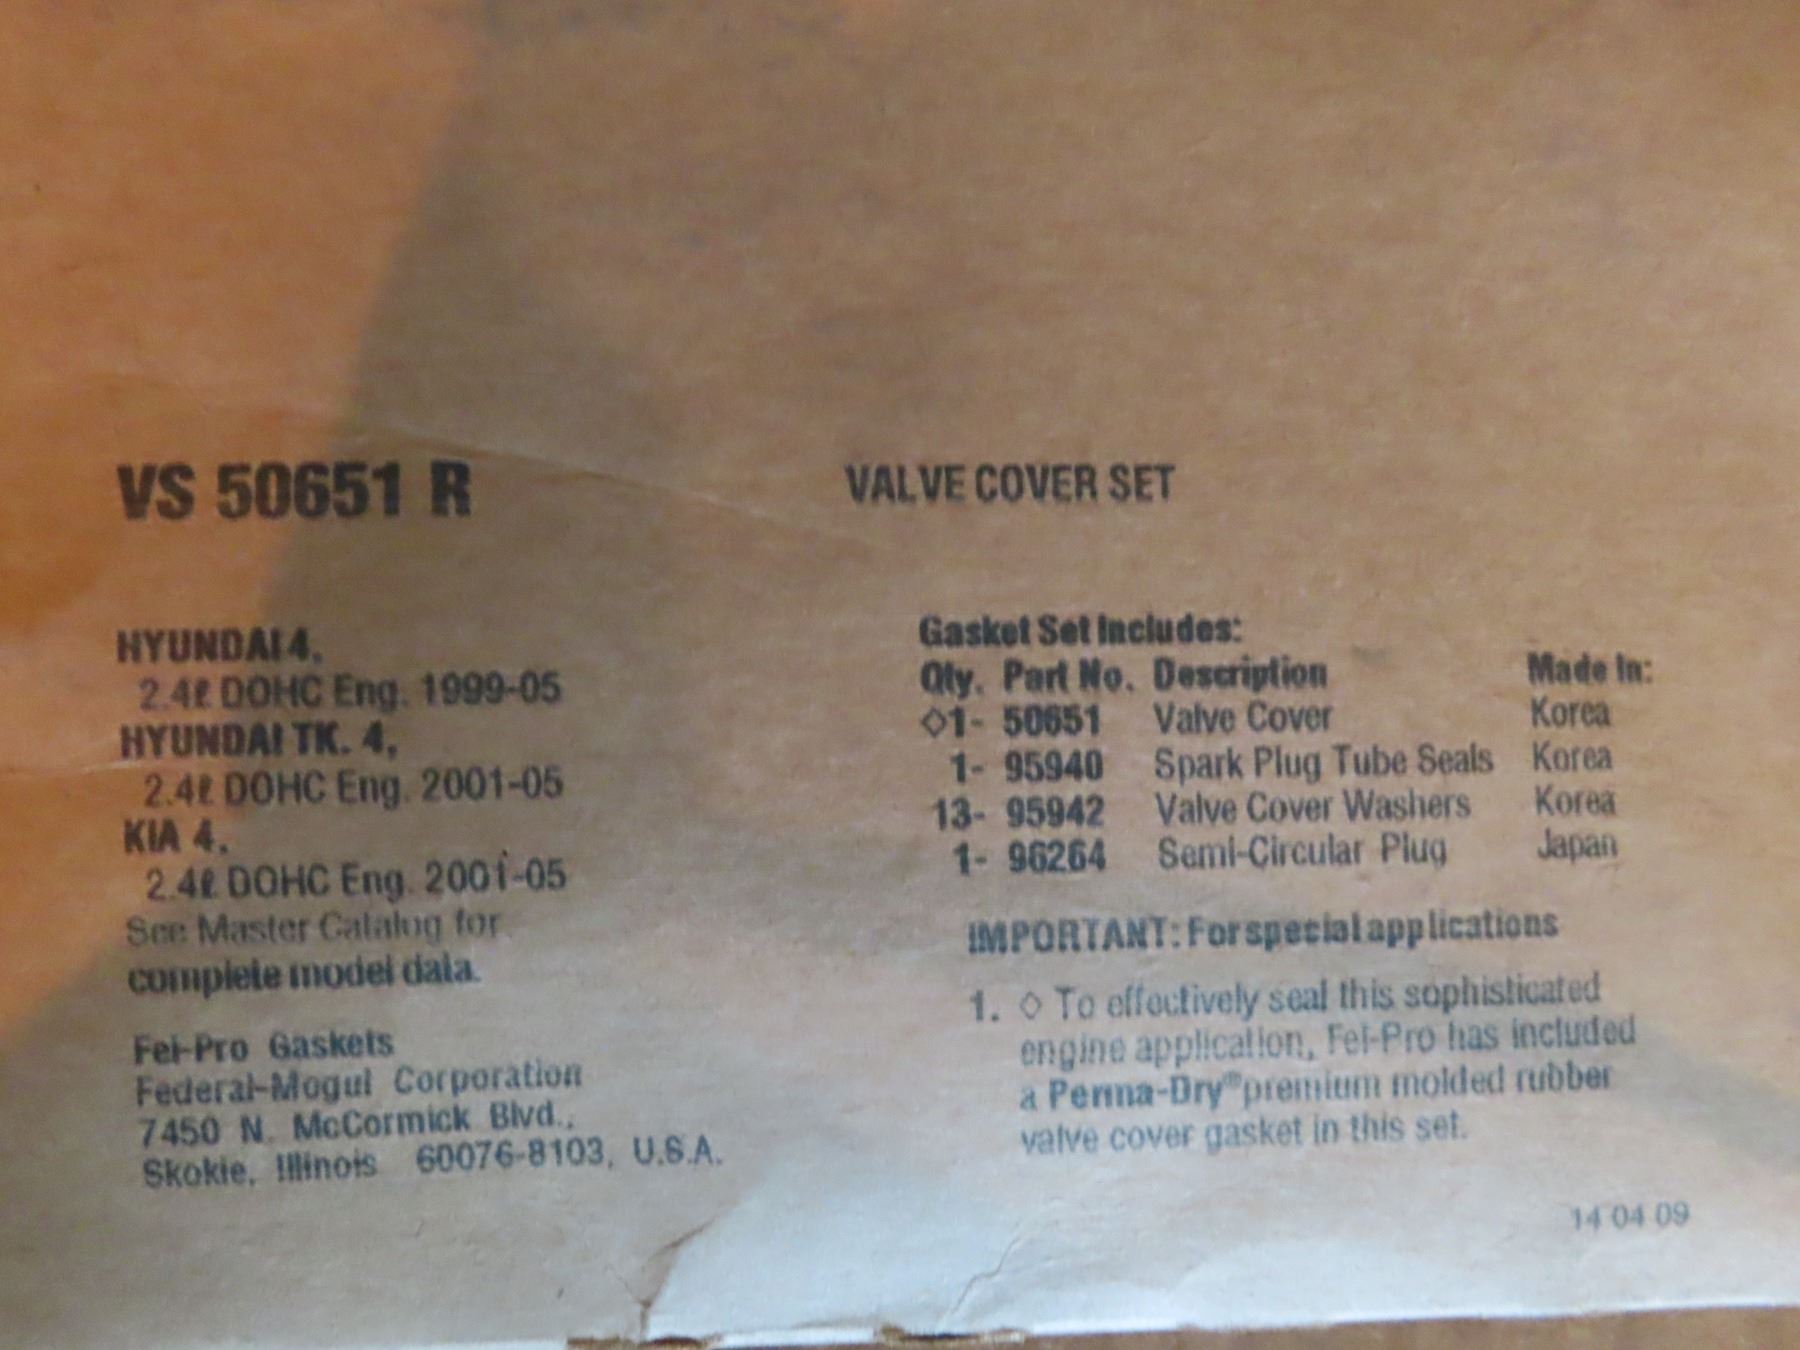 VS 50651 R
VALVE COVER SET
HYUNDAI 4,
2.4ℓ DOHC Eng. 1999-05
HYUNDAI TK. 4,
2.4ℓ DOHC Eng. 2001-05
KIA 4,
2.4ℓ DOHC Eng. 2001-05
See Master Catalog for
complete model data.
Fel-Pro Gaskets
Federal-Mogul Corporation
7450 N. McCormick Blvd.,
Skokie, Illinois 60076-8103, U.S.A.
Gasket Set Includes:
Qty. Part No. Description Made In:
◇1- 50651 Valve Cover Korea
1- 95940 Spark Plug Tube Seals Korea
13- 95942 Valve Cover Washers Korea
1- 96264 Semi-Circular Plug Japan
IMPORTANT: For special applications
1. ◇ To effectively seal this sophisticated
engine application, Fel-Pro has included
a Perma-Dry® premium molded rubber
valve cover gasket in this set.
14 04 09